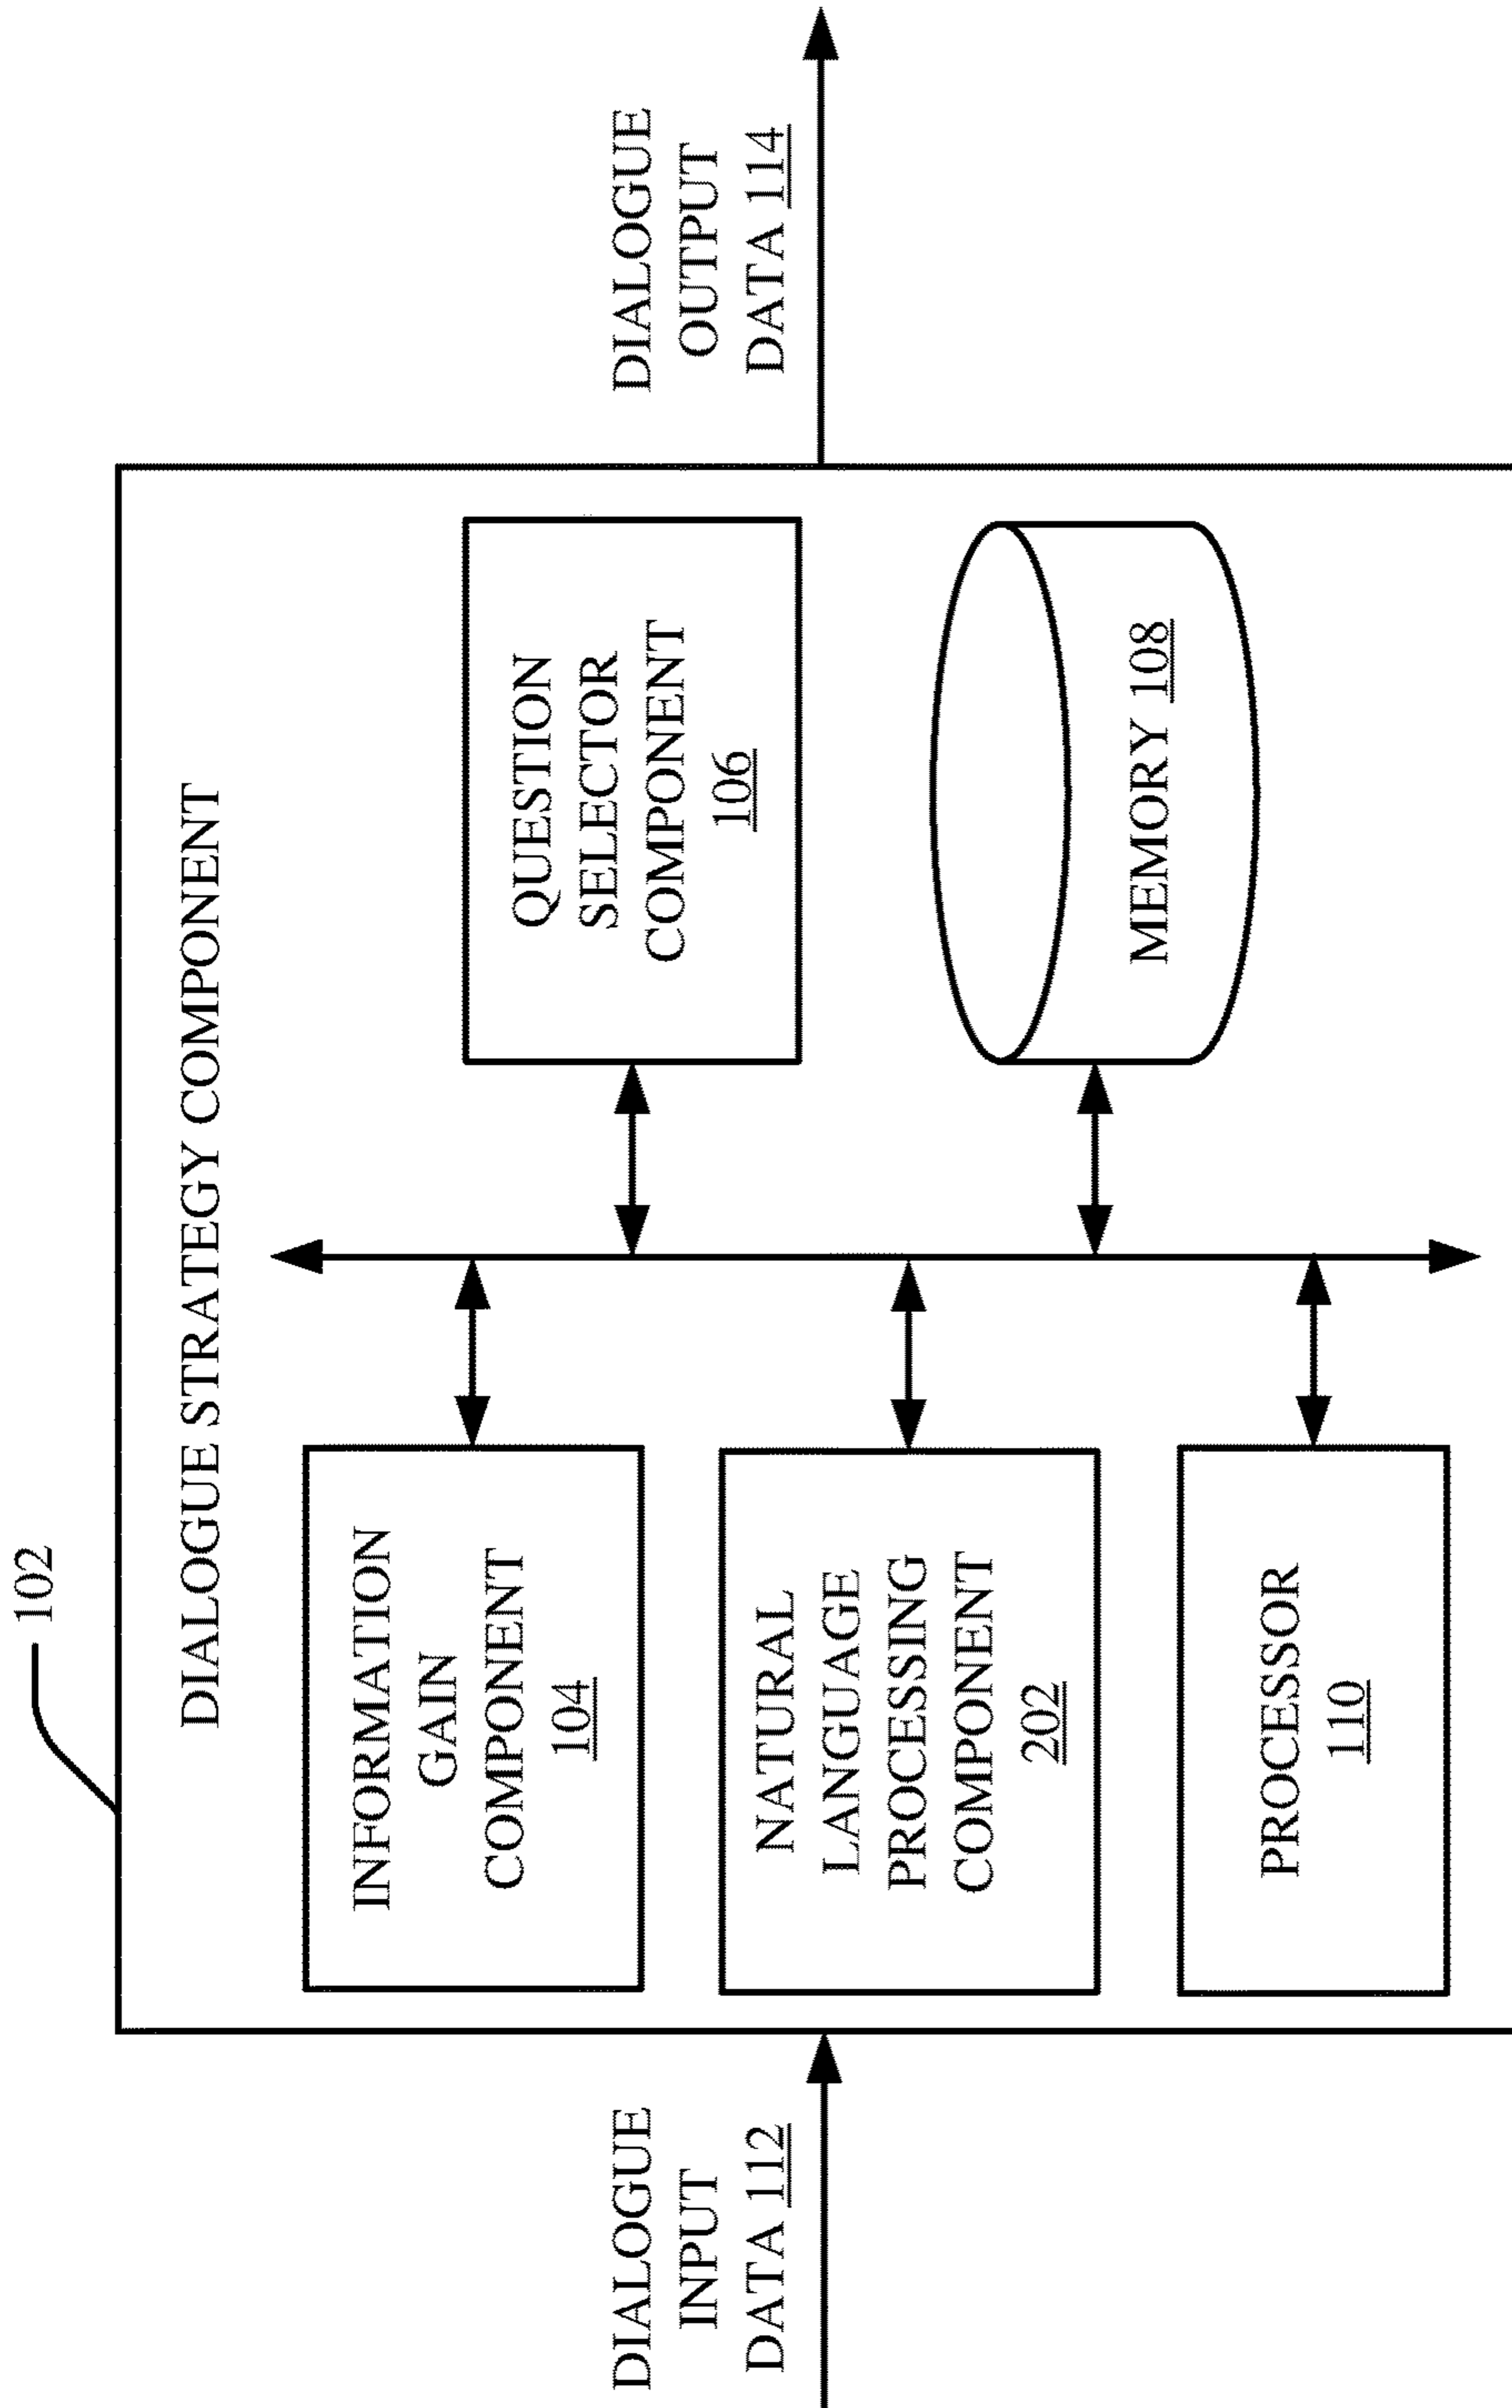 102
DIALOGUE STRATEGY COMPONENT
DIALOGUE
INPUT
DATA 112
INFORMATION
GAIN
COMPONENT
104
NATURAL
LANGUAGE
PROCESSING
COMPONENT
202
PROCESSOR
110
QUESTION
SELECTOR
COMPONENT
106
MEMORY 108
DIALOGUE
OUTPUT
DATA 114